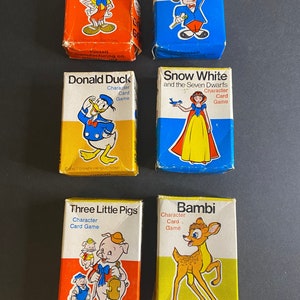 Donald Duck
Character
Card
Game
Snow White
and the Seven Dwarfs
Character
Card Game
Three Little Pigs
Character
Card Game
Bambi
Character
Card
Game